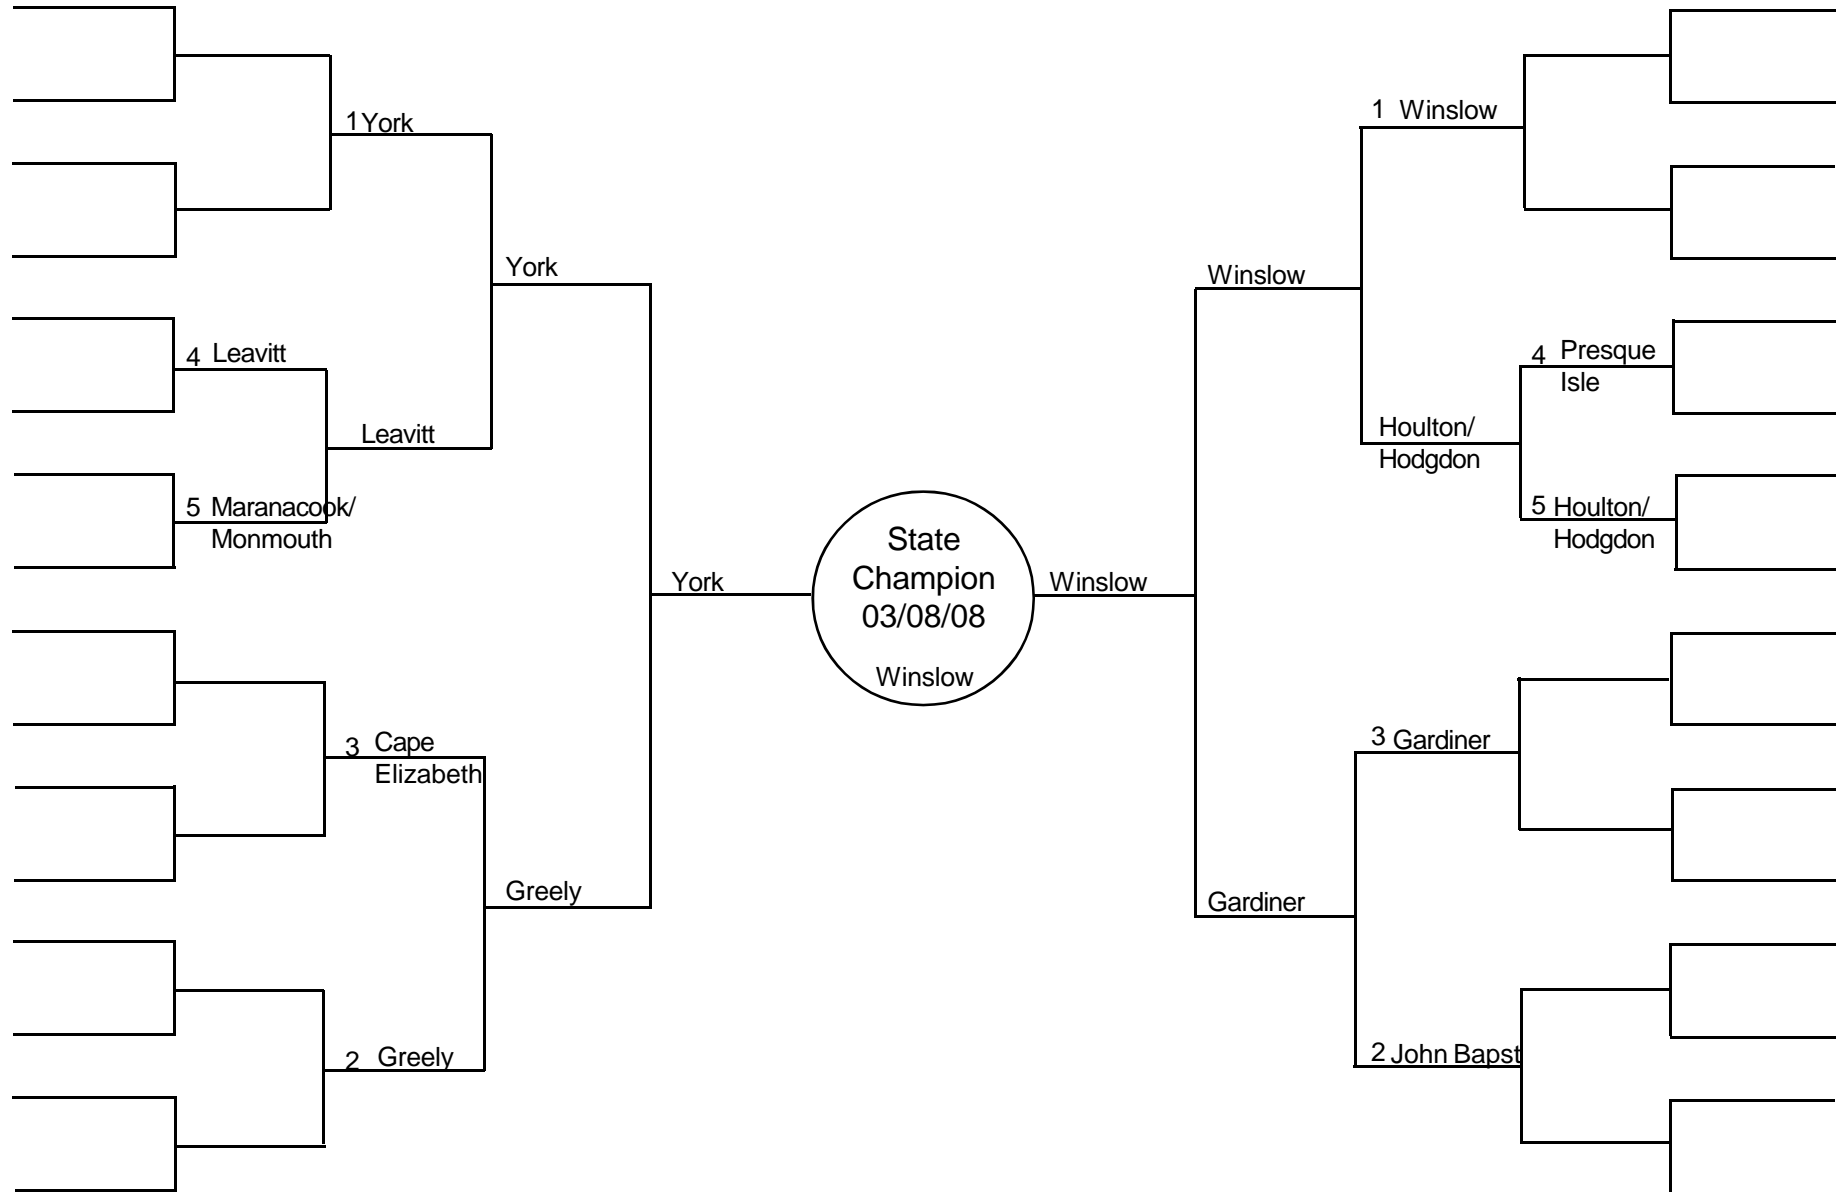 1 York
York
4 Leavitt
Leavitt
5 Maranacook/
Monmouth
York
3 Cape
Elizabeth
Greely
2 Greely
State
Champion
03/08/08
Winslow
Winslow
1 Winslow
Winslow
4 Presque
Isle
Houlton/
Hodgdon
5 Houlton/
Hodgdon
3 Gardiner
Gardiner
2 John Bapst